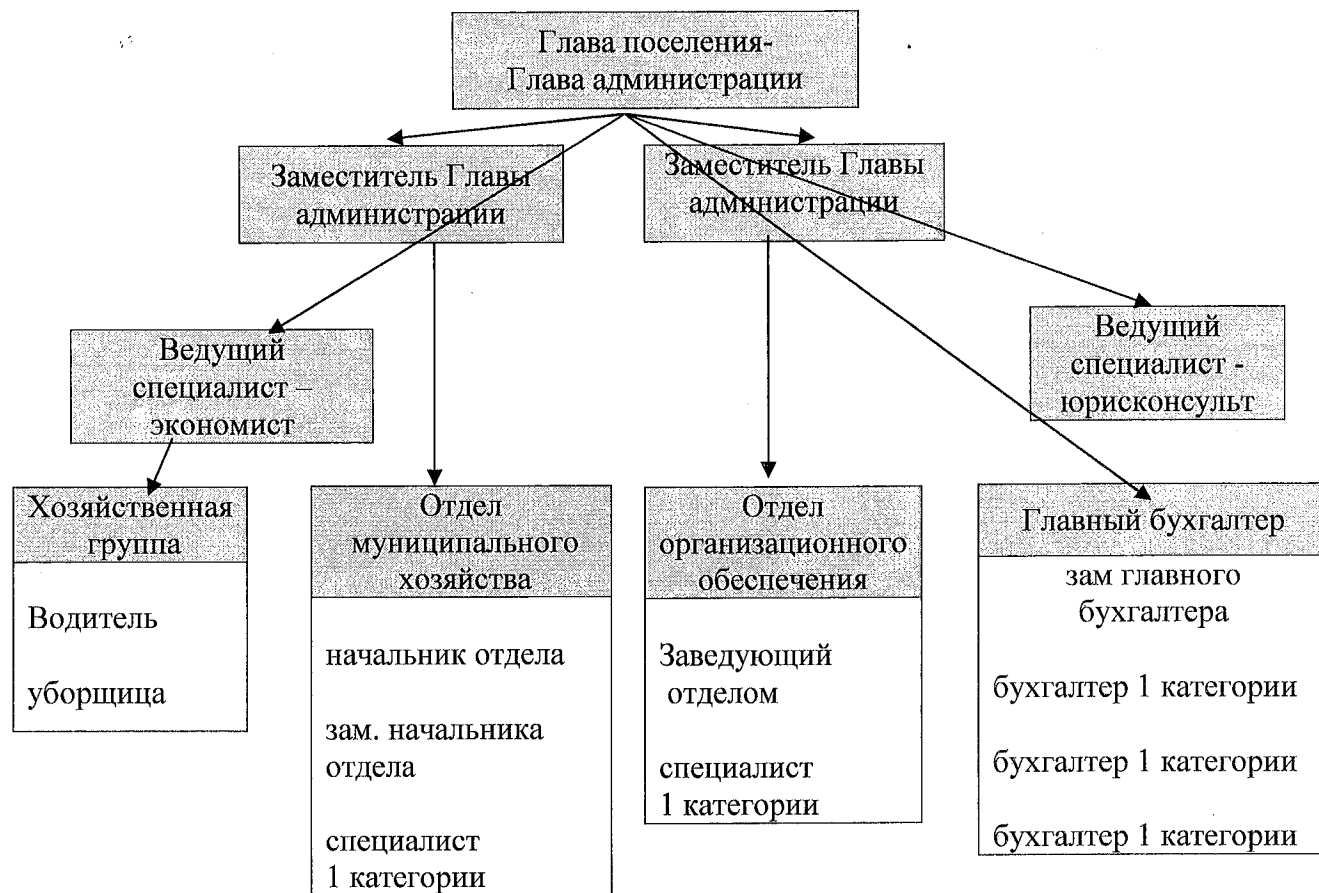 Глава поселения-
Глава администрации
Заместитель Главы
администрации
Заместитель Главы
администрации
Ведущий
специалист –
экономист
Ведущий
специалист -
юрисконсульт
Хозяйственная
группа
Водитель
уборщица
Отдел
муниципального
хозяйства
начальник отдела
зам. начальника
отдела
специалист
1 категории
Отдел
организационного
обеспечения
Заведующий
отделом
специалист
1 категории
Главный бухгалтер
зам главного
бухгалтера
бухгалтер 1 категории
бухгалтер 1 категории
бухгалтер 1 категории